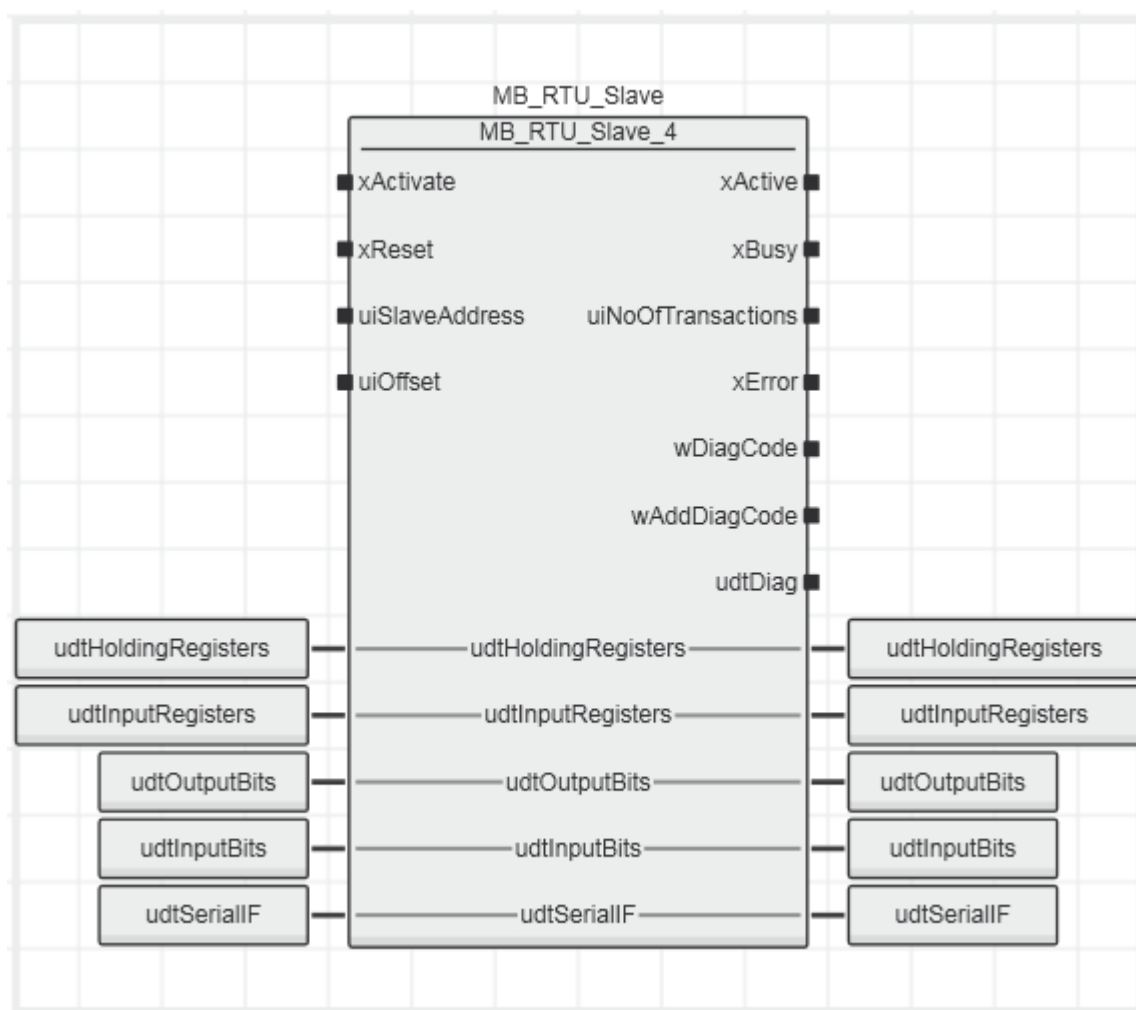 MB_RTU_Slave
MB_RTU_Slave_4
xActivate xActive
xReset xBusy
uiSlaveAddress uiNoOfTransactions
uiOffset xError
wDiagCode
wAddDiagCode
udtDiag
udtHoldingRegisters udtHoldingRegisters udtHoldingRegisters
udtInputRegisters udtInputRegisters udtInputRegisters
udtOutputBits udtOutputBits udtOutputBits
udtInputBits udtInputBits udtInputBits
udtSerialIF udtSerialIF udtSerialIF